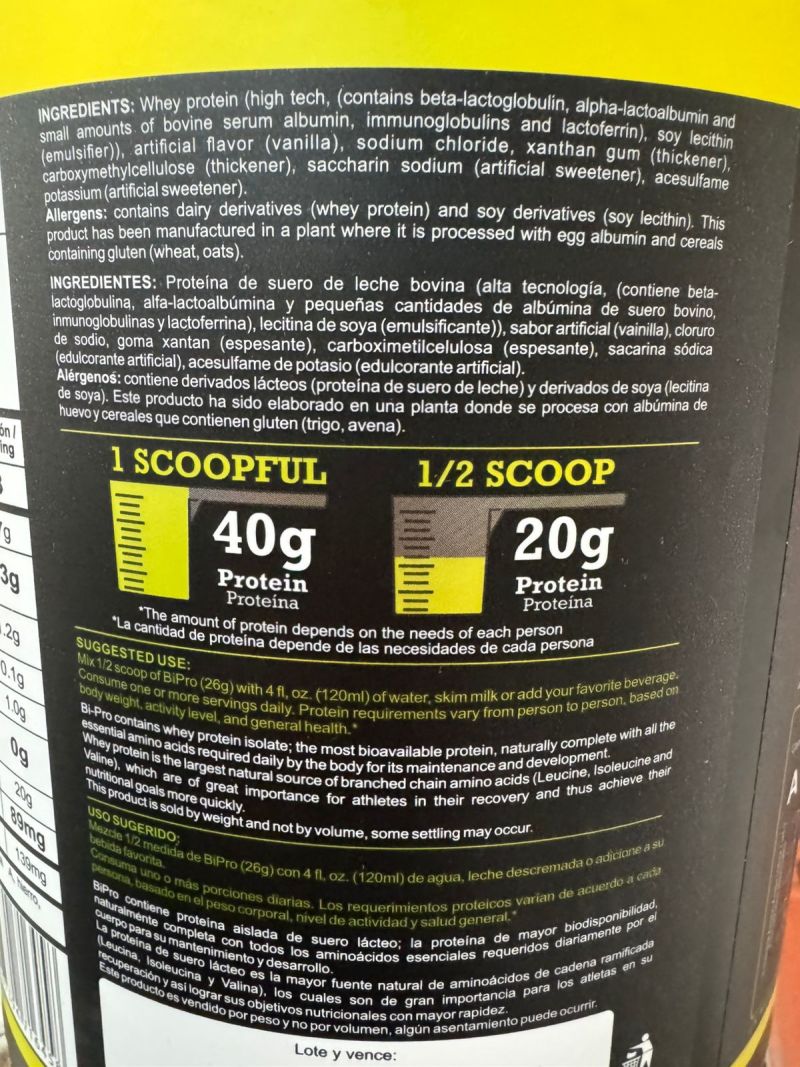 INGREDIENTS: Whey protein (high tech, (contains beta-lactoglobulin, alpha-lactoalbumin and
small amounts of bovine serum albumin, immunoglobulins and lactoferrin), soy lecithin
(emulsifier)), artificial flavor (vanilla), sodium chloride, xanthan gum (thickener),
carboxymethylcellulose (thickener), saccharin sodium (artificial sweetener), acesulfame
potassium (artificial sweetener).
Allergens: contains dairy derivatives (whey protein) and soy derivatives (soy lecithin). This
product has been manufactured in a plant where it is processed with egg albumin and cereals
containing gluten (wheat, oats).
INGREDIENTES: Proteína de suero de leche bovina (alta tecnología, (contiene beta-
lactoglobulina, alfa-lactoalbúmina y pequeñas cantidades de albúmina de suero bovino,
inmunoglobulinas y lactoferrina), lecitina de soya (emulsificante)), sabor artificial (vainilla), cloruro
de sodio, goma xantan (espesante), carboximetilcelulosa (espesante), sacarina sódica
(edulcorante artificial), acesulfame de potasio (edulcorante artificial).
Alérgenos: contiene derivados lácteos (proteína de suero de leche) y derivados de soya (lecitina
de soya). Este producto ha sido elaborado en una planta donde se procesa con albúmina de
huevo y cereales que contienen gluten (trigo, avena).
ón /
ing
1 SCOOPFUL
1/2 SCOOP
40g
20g
Protein
Protein
Proteína
Proteína
*The amount of protein depends on the needs of each person
*La cantidad de proteína depende de las necesidades de cada persona
3g
.2g
0.1g
1.0g
0g
20g
89mg
139mg
A, hierro,
SUGGESTED USE:
Mix 1/2 scoop of BiPro (26g) with 4 fl, oz. (120ml) of water, skim milk or add your favorite beverage.
Consume one or more servings daily. Protein requirements vary from person to person, based on
body weight, activity level, and general health.*
Bi-Pro contains whey protein isolate; the most bioavailable protein, naturally complete with all the
essential amino acids required daily by the body for its maintenance and development.
Whey protein is the largest natural source of branched chain amino acids (Leucine, Isoleucine and
Valine), which are of great importance for athletes in their recovery and thus achieve their
nutritional goals more quickly.
This product is sold by weight and not by volume, some settling may occur.
USO SUGERIDO:
Mezcle 1/2 medida de BiPro (26g) con 4 fl. oz. (120ml) de agua, leche descremada o adicione a su
bebida favorita.
Consuma uno o más porciones diarias. Los requerimientos proteicos varían de acuerdo a cada
persona, basado en el peso corporal, nivel de actividad y salud general.*
BiPro contiene proteína aislada de suero lácteo; la proteína de mayor biodisponibilidad,
naturalmente completa con todos los aminoácidos esenciales requeridos diariamente por el
cuerpo para su mantenimiento y desarrollo.
La proteína de suero lácteo es la mayor fuente natural de aminoácidos de cadena ramificada
(Leucina, Isoleucina y Valina), los cuales son de gran importancia para los atletas en su
recuperación y así lograr sus objetivos nutricionales con mayor rapidez.
Este producto es vendido por peso y no por volumen, algún asentamiento puede ocurrir.
Lote y vence: